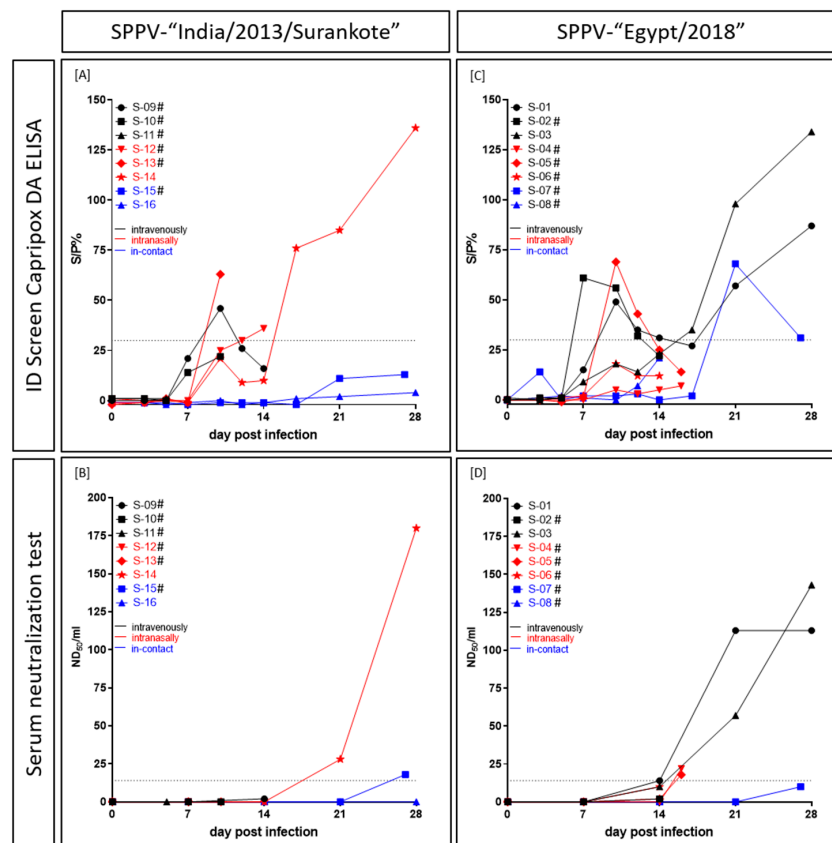 SPPV-“India/2013/Surankote”
SPPV-“Egypt/2018”
ID Screen Capripox DA ELISA
[A]
S/P%
150
125
100
75
50
25
0
S-09#
S-10#
S-11#
S-12#
S-13#
S-14
S-15#
S-16
intravenously
intranasally
in-contact
0 7 14 21 28
day post infection
[C]
150
125
100
75
50
25
0
S-01
S-02 #
S-03
S-04 #
S-05 #
S-06 #
S-07 #
S-08 #
intravenously
intranasally
in-contact
0 7 14 21 28
day post infection
Serum neutralization test
[B]
ND50/ml
200
175
150
125
100
75
50
25
0
S-09#
S-10#
S-11#
S-12#
S-13#
S-14
S-15#
S-16
intravenously
intranasally
in-contact
0 7 14 21 28
day post infection
[D]
ND50/ml
200
175
150
125
100
75
50
25
0
S-01
S-02 #
S-03
S-04 #
S-05 #
S-06 #
S-07 #
S-08 #
intravenously
intranasally
in-contact
0 7 14 21 28
day post infection